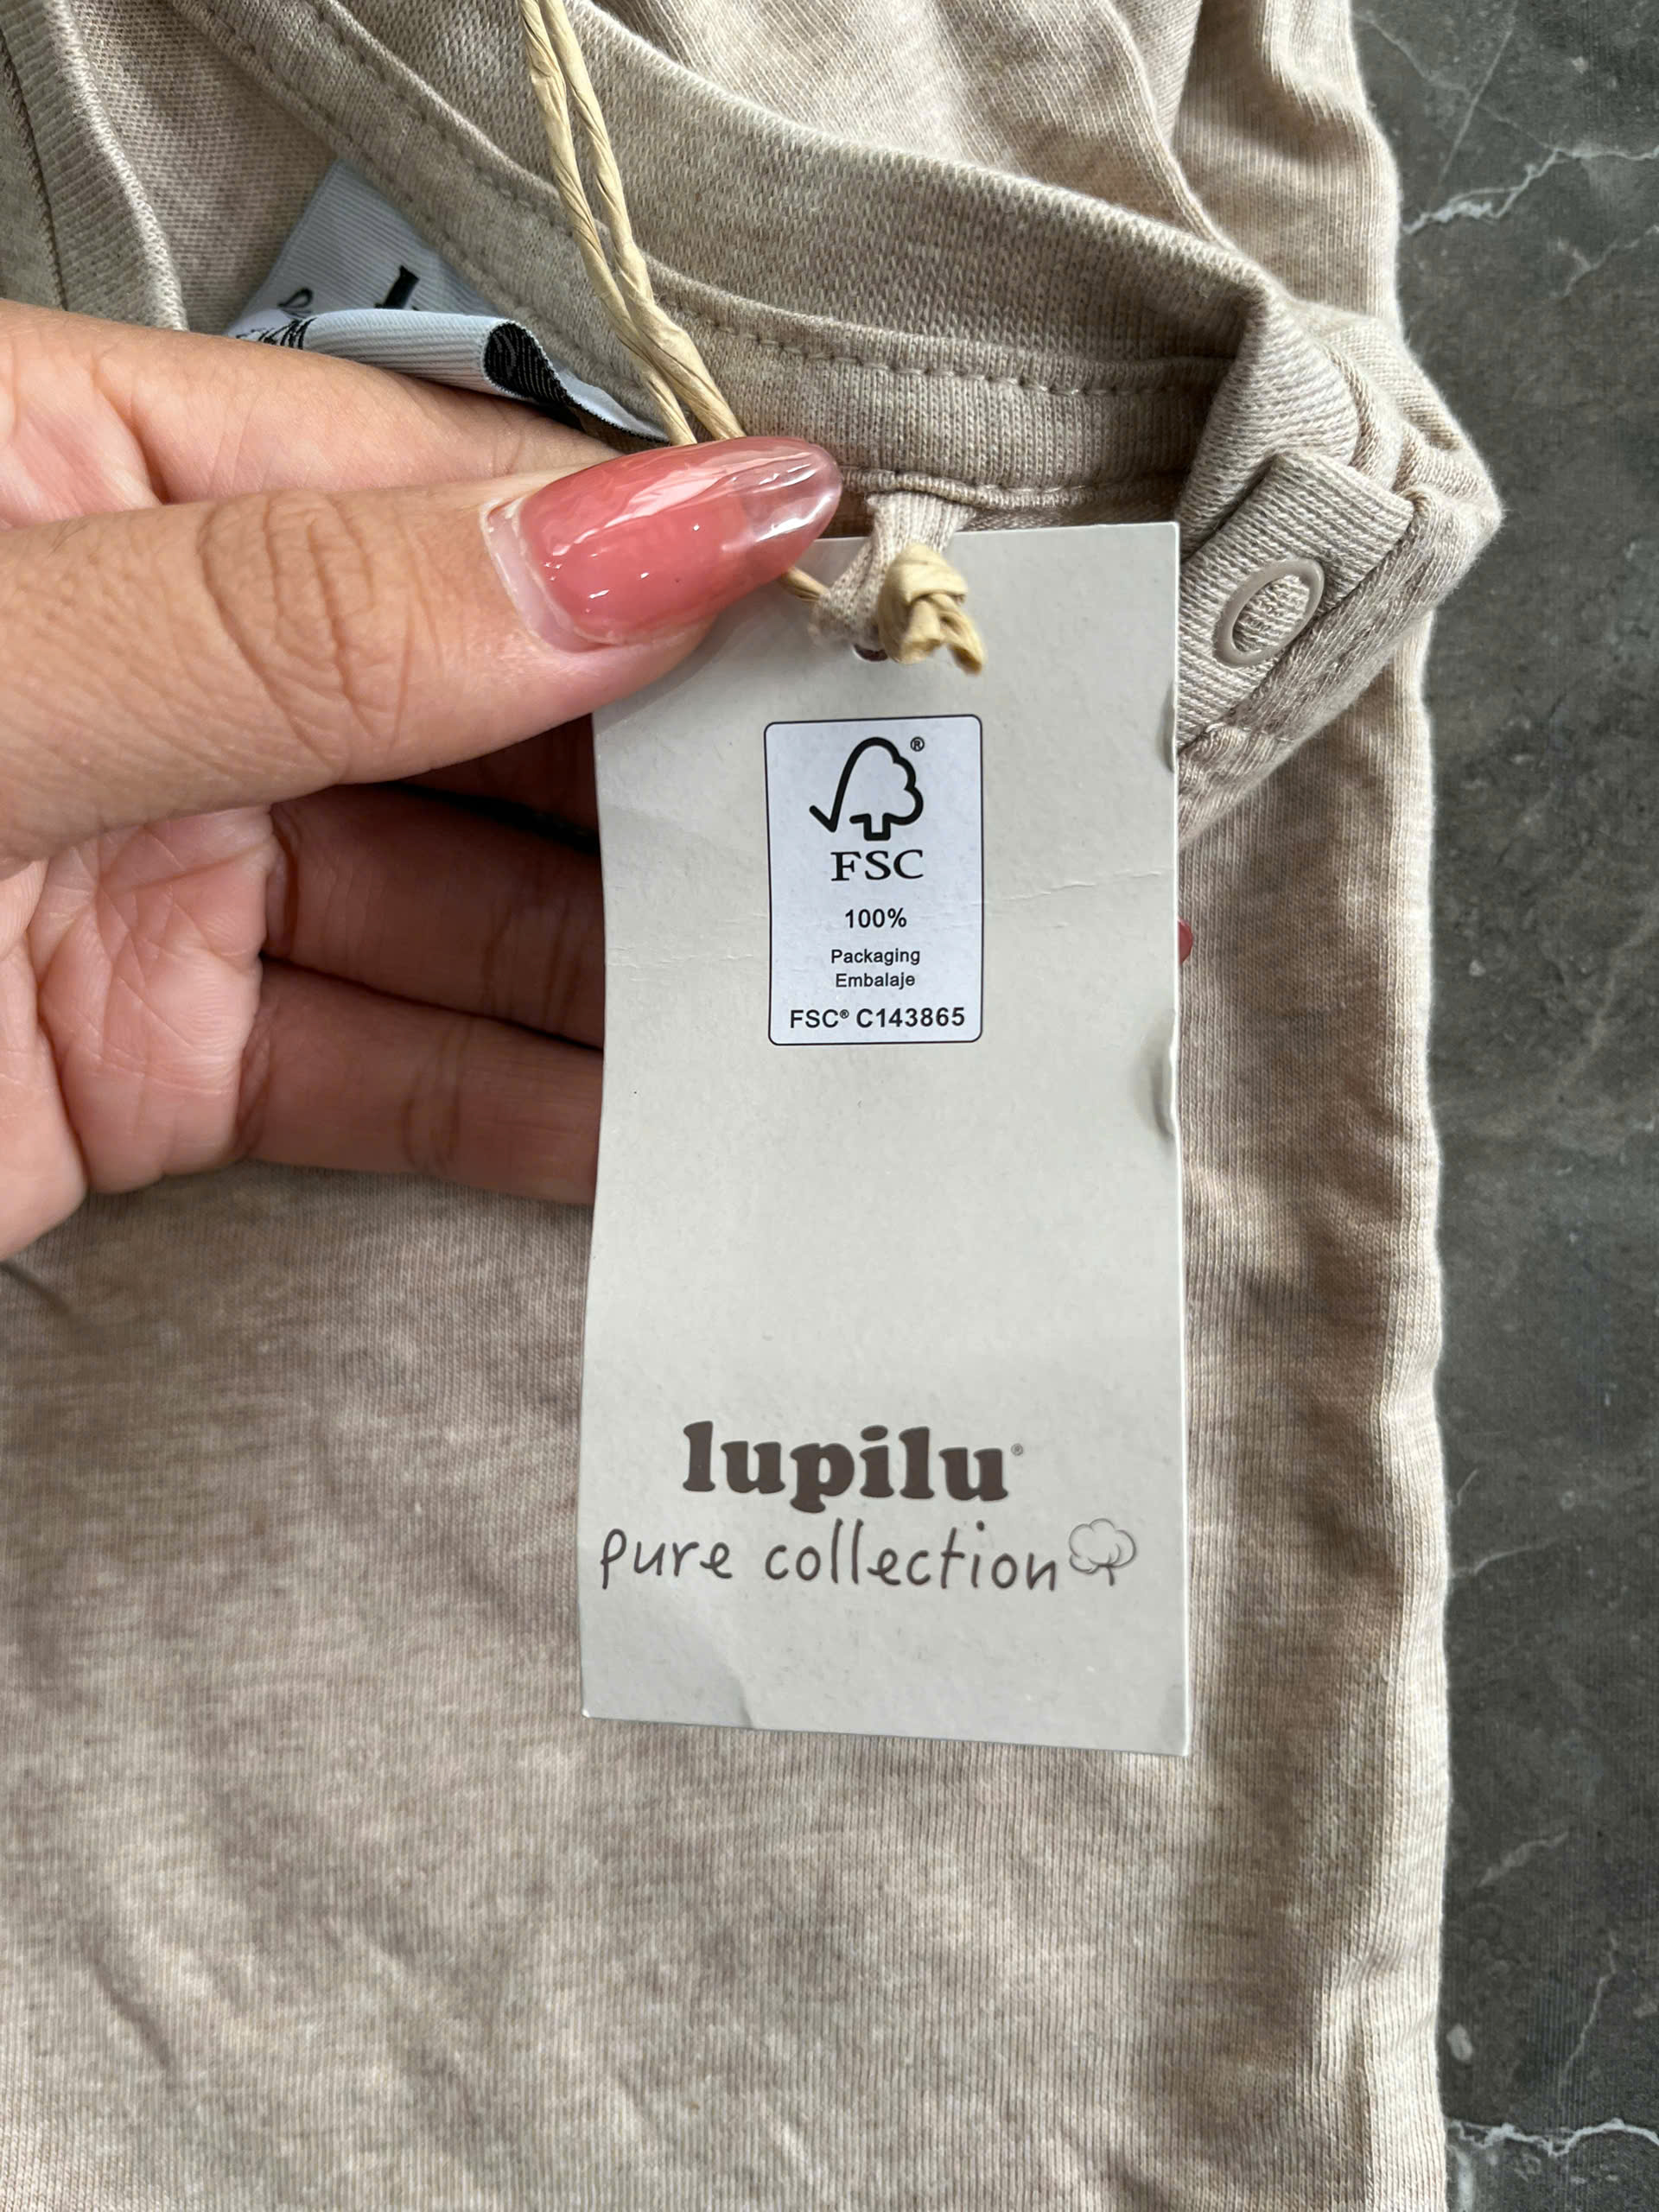 FSC®
100%
Packaging
Embalaje
FSC® C143865
lupilu®
pure collection